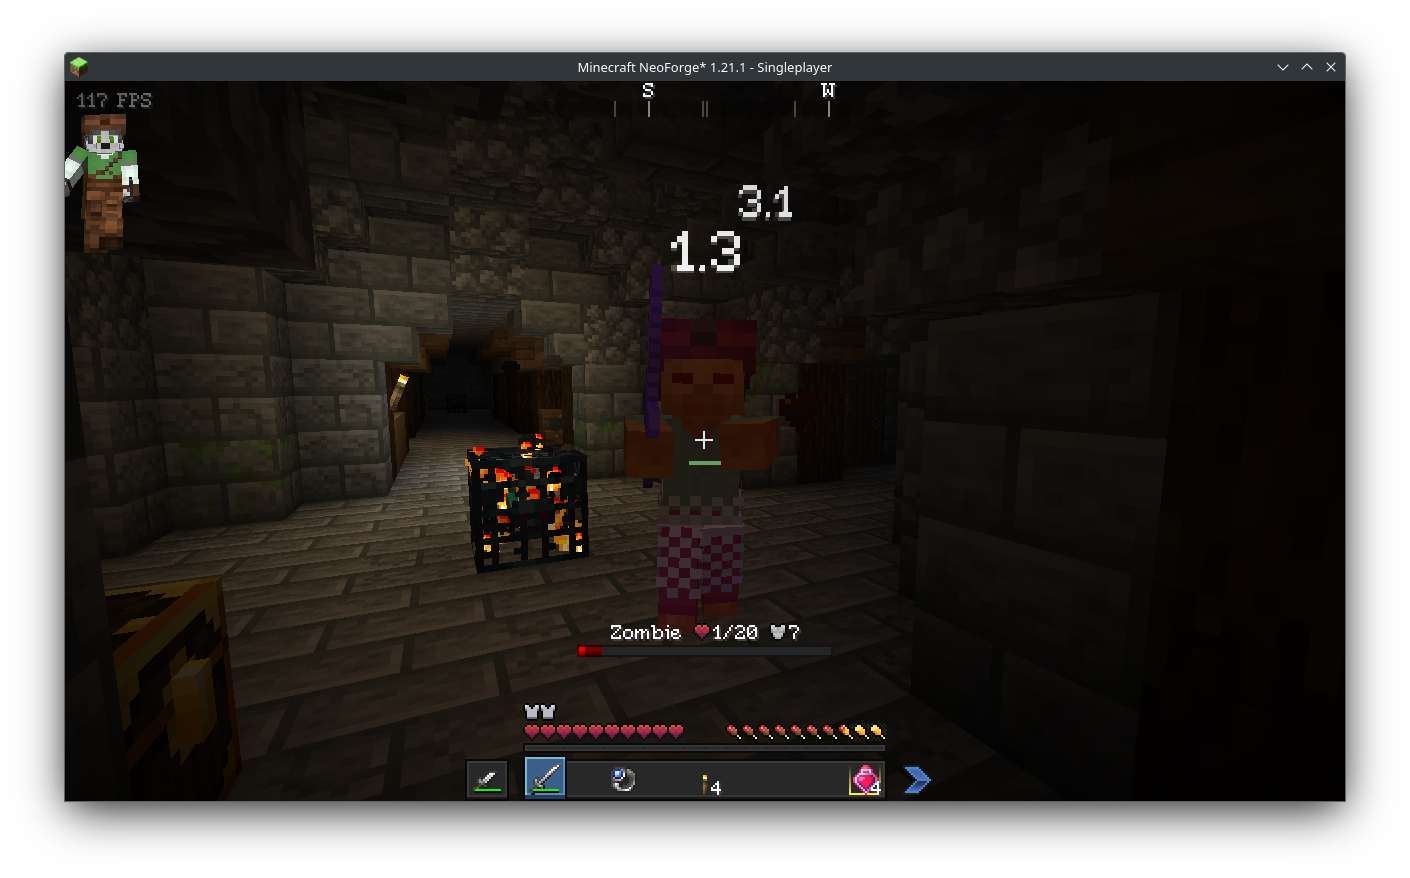 Minecraft NeoForge* 1.21.1 - Singleplayer
117 FPS
S W
3.1
1.3
Zombie 1/20 7
4 4